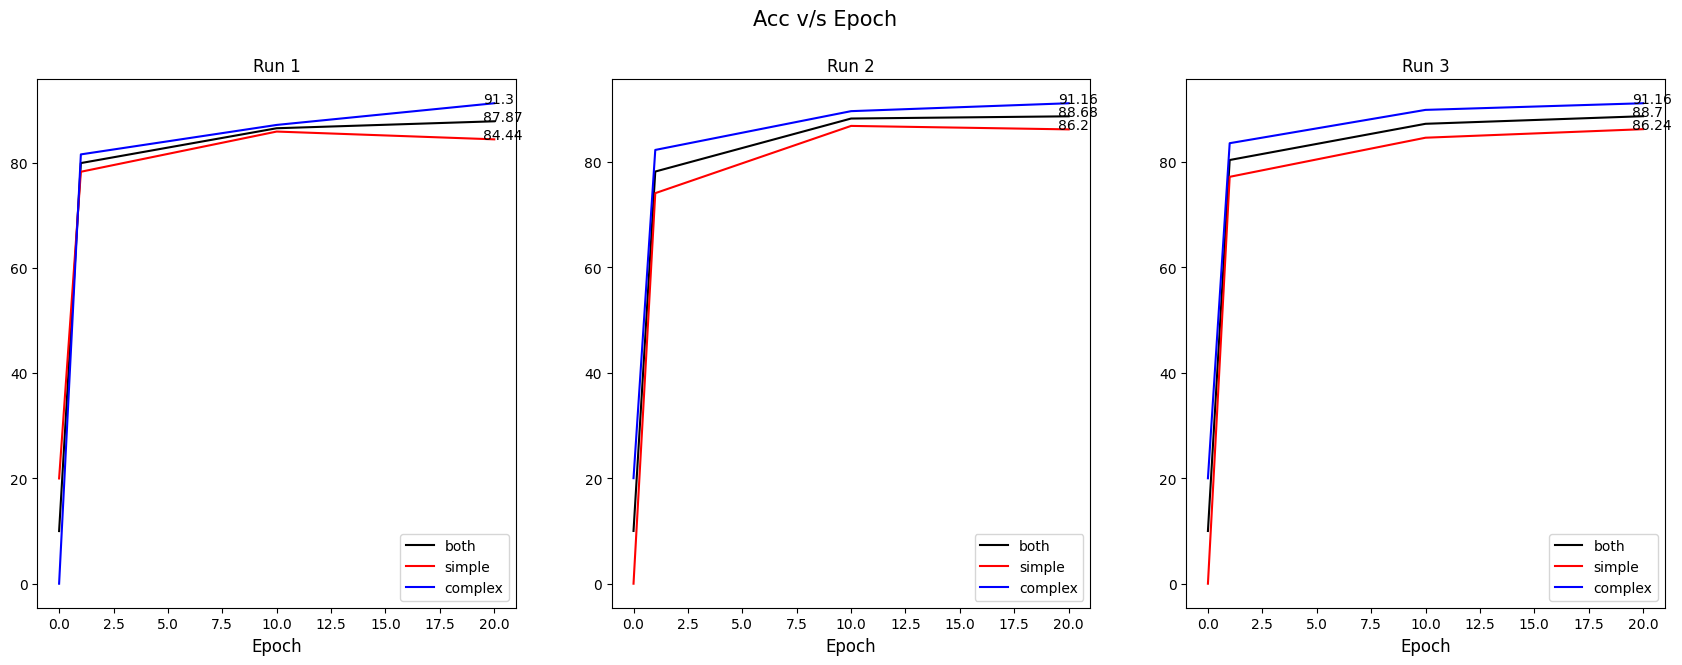 Acc v/s Epoch
Run 1
91.3
87.87
84.44
80
60
40
20
0
both
simple
complex
0.0 2.5 5.0 7.5 10.0 12.5 15.0 17.5 20.0
Epoch
Run 2
91.16
88.68
86.2
80
60
40
20
0
both
simple
complex
0.0 2.5 5.0 7.5 10.0 12.5 15.0 17.5 20.0
Epoch
Run 3
91.16
88.7
86.24
80
60
40
20
0
both
simple
complex
0.0 2.5 5.0 7.5 10.0 12.5 15.0 17.5 20.0
Epoch